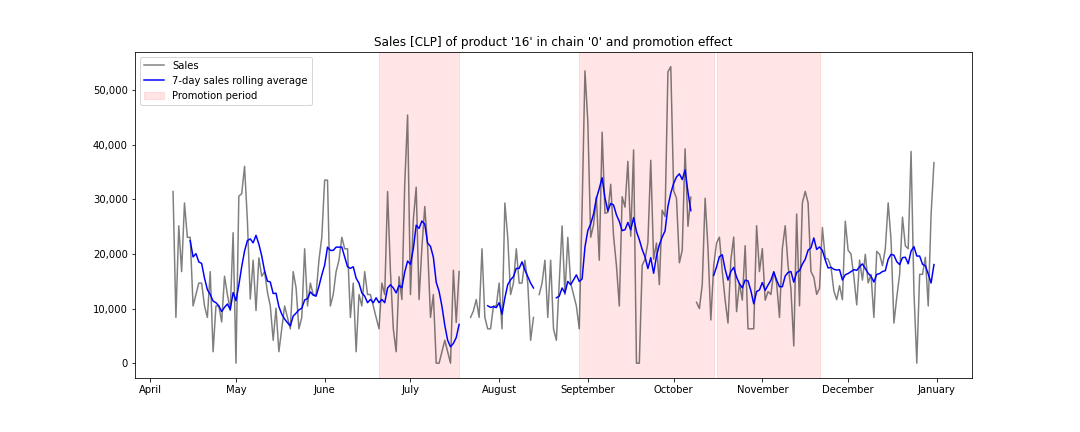 Sales [CLP] of product '16' in chain '0' and promotion effect
Sales
7-day sales rolling average
Promotion period
50,000
40,000
30,000
20,000
10,000
0
April May June July August September October November December January